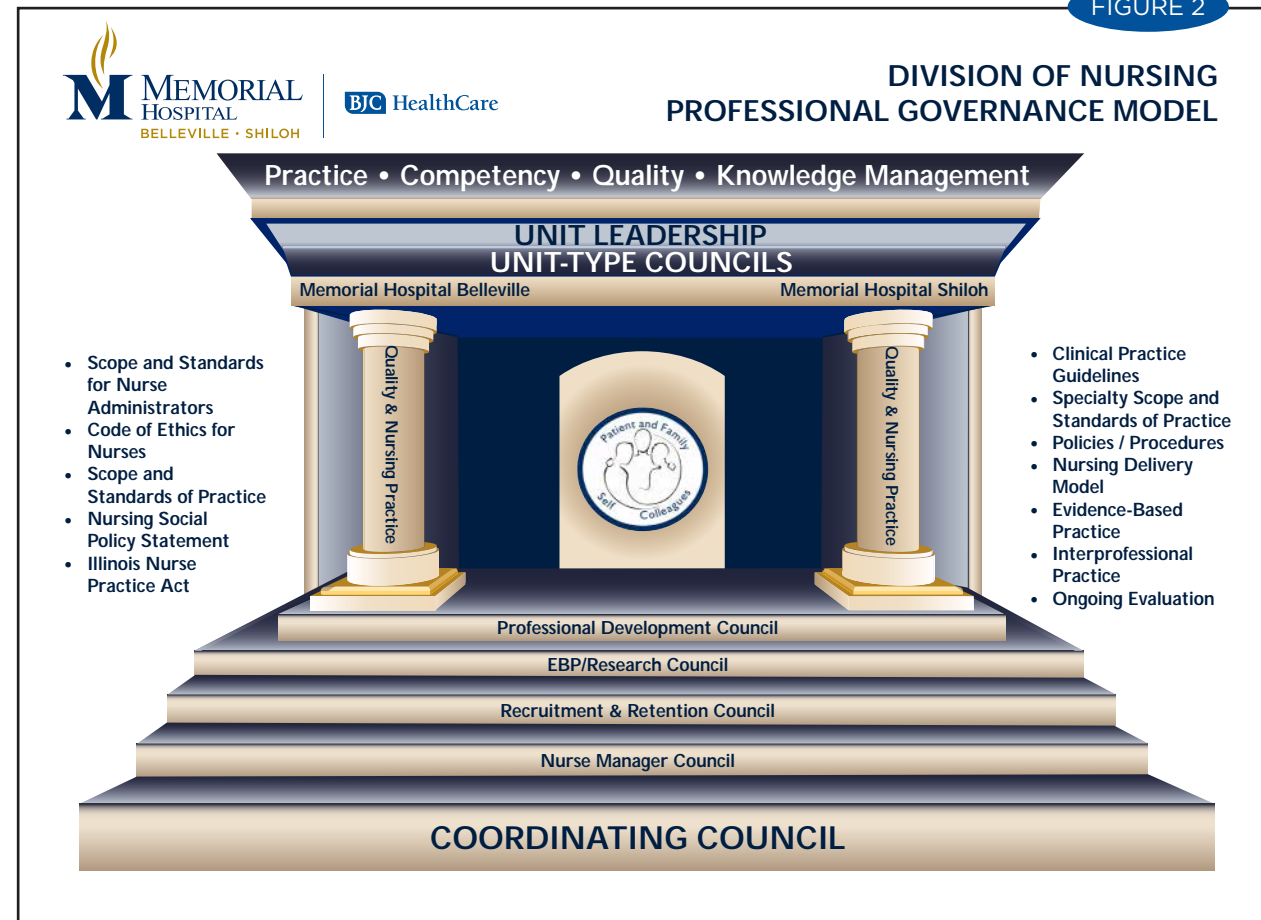 FIGURE 2
MEMORIAL
HOSPITAL
BELLEVILLE · SHILOH
BJC HealthCare
DIVISION OF NURSING
PROFESSIONAL GOVERNANCE MODEL
Practice • Competency • Quality • Knowledge Management
UNIT LEADERSHIP
UNIT-TYPE COUNCILS
Memorial Hospital Belleville
Memorial Hospital Shiloh
• Scope and Standards
for Nurse
Administrators
• Code of Ethics for
Nurses
• Scope and
Standards of Practice
• Nursing Social
Policy Statement
• Illinois Nurse
Practice Act
Quality & Nursing Practice
Patient and Family
Self
Colleagues
Quality & Nursing Practice
• Clinical Practice
Guidelines
• Specialty Scope and
Standards of Practice
• Policies / Procedures
• Nursing Delivery
Model
• Evidence-Based
Practice
• Interprofessional
Practice
• Ongoing Evaluation
Professional Development Council
EBP/Research Council
Recruitment & Retention Council
Nurse Manager Council
COORDINATING COUNCIL